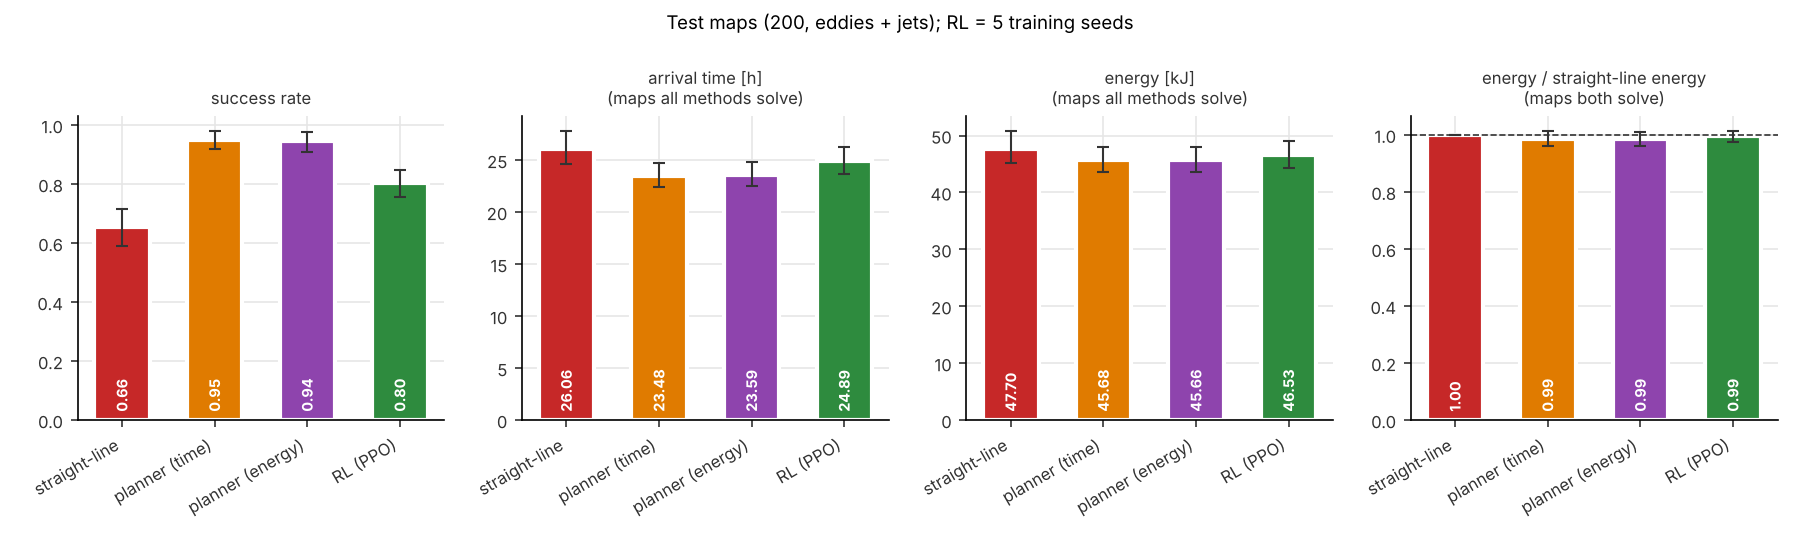 Test maps (200, eddies + jets); RL = 5 training seeds
success rate
1.0
0.8
0.6
0.4
0.2
0.0
0.66
0.95
0.94
0.80
straight-line
planner (time)
planner (energy)
RL (PPO)
arrival time [h]
(maps all methods solve)
25
20
15
10
5
0
26.06
23.48
23.59
24.89
straight-line
planner (time)
planner (energy)
RL (PPO)
energy [kJ]
(maps all methods solve)
50
40
30
20
10
0
47.70
45.68
45.66
46.53
straight-line
planner (time)
planner (energy)
RL (PPO)
energy / straight-line energy
(maps both solve)
1.0
0.8
0.6
0.4
0.2
0.0
1.00
0.99
0.99
0.99
straight-line
planner (time)
planner (energy)
RL (PPO)